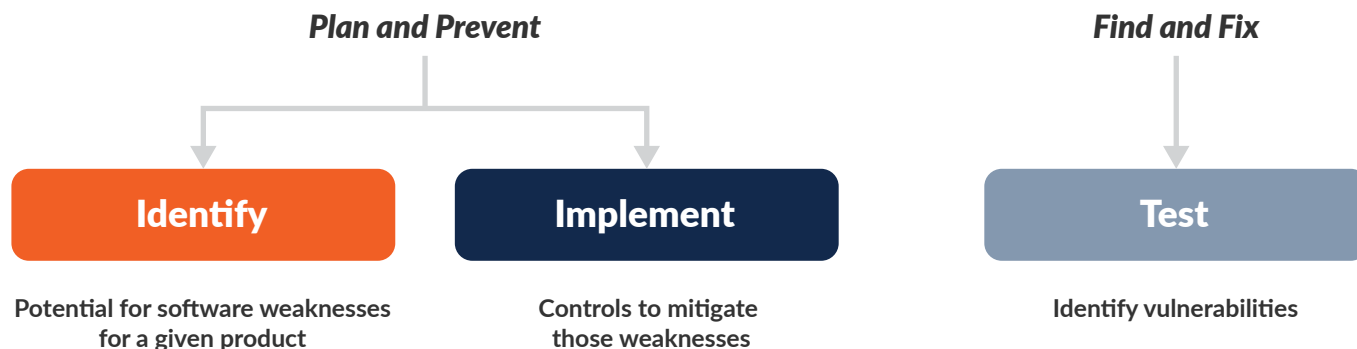 Plan and Prevent
Find and Fix
Identify
Implement
Test
Potential for software weaknesses
for a given product
Controls to mitigate
those weaknesses
Identify vulnerabilities